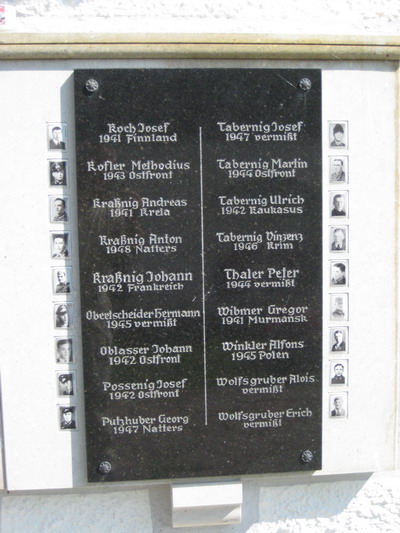 Koch Josef
1941 Finnland
Kofler Methodius
1943 Ostfront
Kraßnig Andreas
1941 Kreta
Kraßnig Anton
1948 Natters
Kraßnig Johann
1942 Frankreich
Obertscheider Hermann
1945 vermißt
Oblasser Johann
1942 Ostfront
Possenig Josef
1942 Ostfront
Putzhuber Georg
1947 Natters
Tabernig Josef
1947 vermißt
Tabernig Martin
1944 Ostfront
Tabernig Ulrich
1942 Kaukasus
Tabernig Vinzenz
1946 Krim
Thaler Peter
1944 vermißt
Wibmer Gregor
1941 Murmansk
Winkler Alfons
1945 Polen
Wolfsgruber Alois
vermißt
Wolfsgruber Erich
vermißt